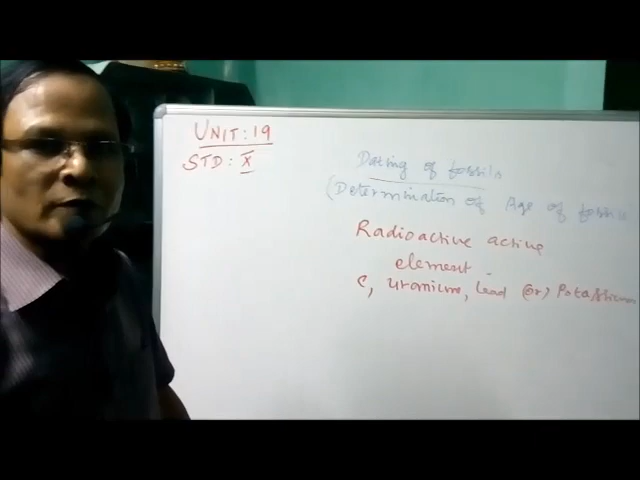 UNIT: 19
STD: X
Dating of fossils
(Determination of Age of fossils
Radioactive active
element
C, Uranium, Lead (or) Potassium